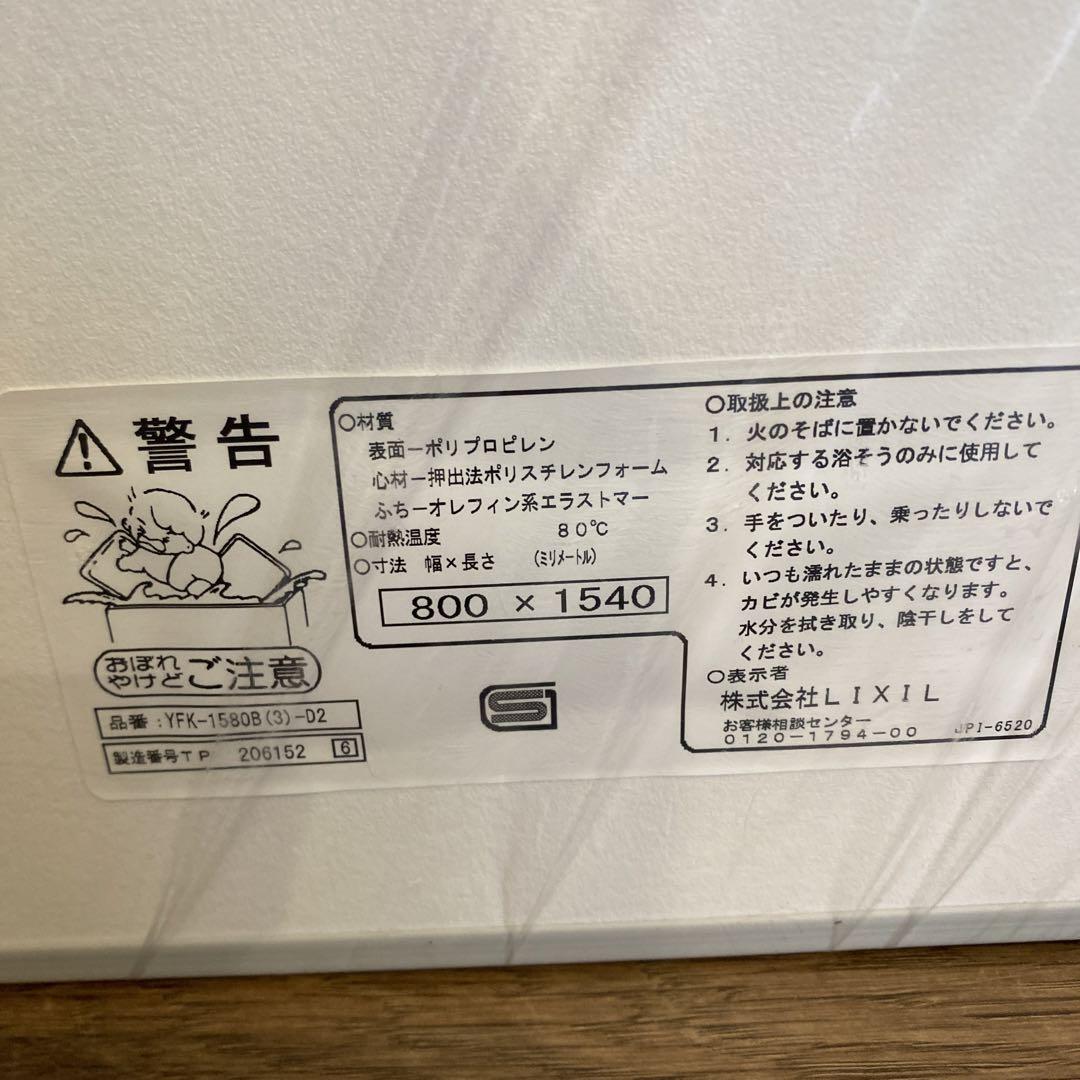 警告
おぼれ
やけど ご注意
品番:YFK-1580B(3)-D2
製造番号TP 206152 6
○材質
表面ーポリプロピレン
心材ー押出法ポリスチレンフォーム
ふちーオレフィン系エラストマー
○耐熱温度 80℃
○寸法 幅×長さ (ミリメートル)
800 × 1540
S
○取扱上の注意
1. 火のそばに置かないでください。
2. 対応する浴そうのみに使用して
ください。
3. 手をついたり、乗ったりしないで
ください。
4. いつも濡れたままの状態ですと、
カビが発生しやすくなります。
水分を拭き取り、陰干しをして
ください。
○表示者
株式会社LIXIL
お客様相談センター
0120-1794-00
JPI-6520